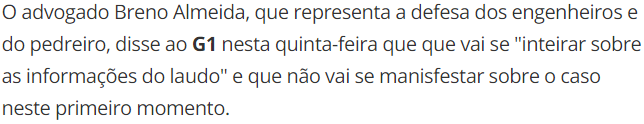 O advogado Breno Almeida, que representa a defesa dos engenheiros e
do pedreiro, disse ao G1 nesta quinta-feira que que vai se "inteirar sobre
as informações do laudo" e que não vai se manisfestar sobre o caso
neste primeiro momento.